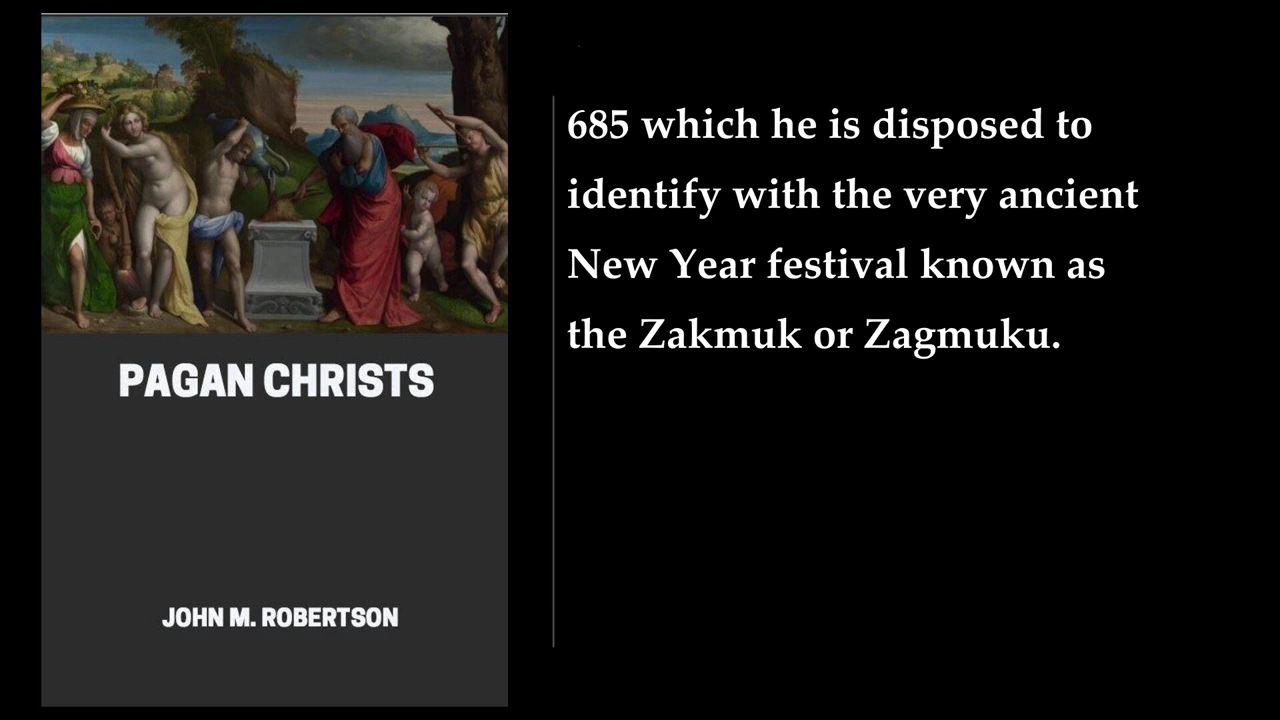 PAGAN CHRISTS
JOHN M. ROBERTSON
685 which he is disposed to
identify with the very ancient
New Year festival known as
the Zakmuk or Zagmuku.